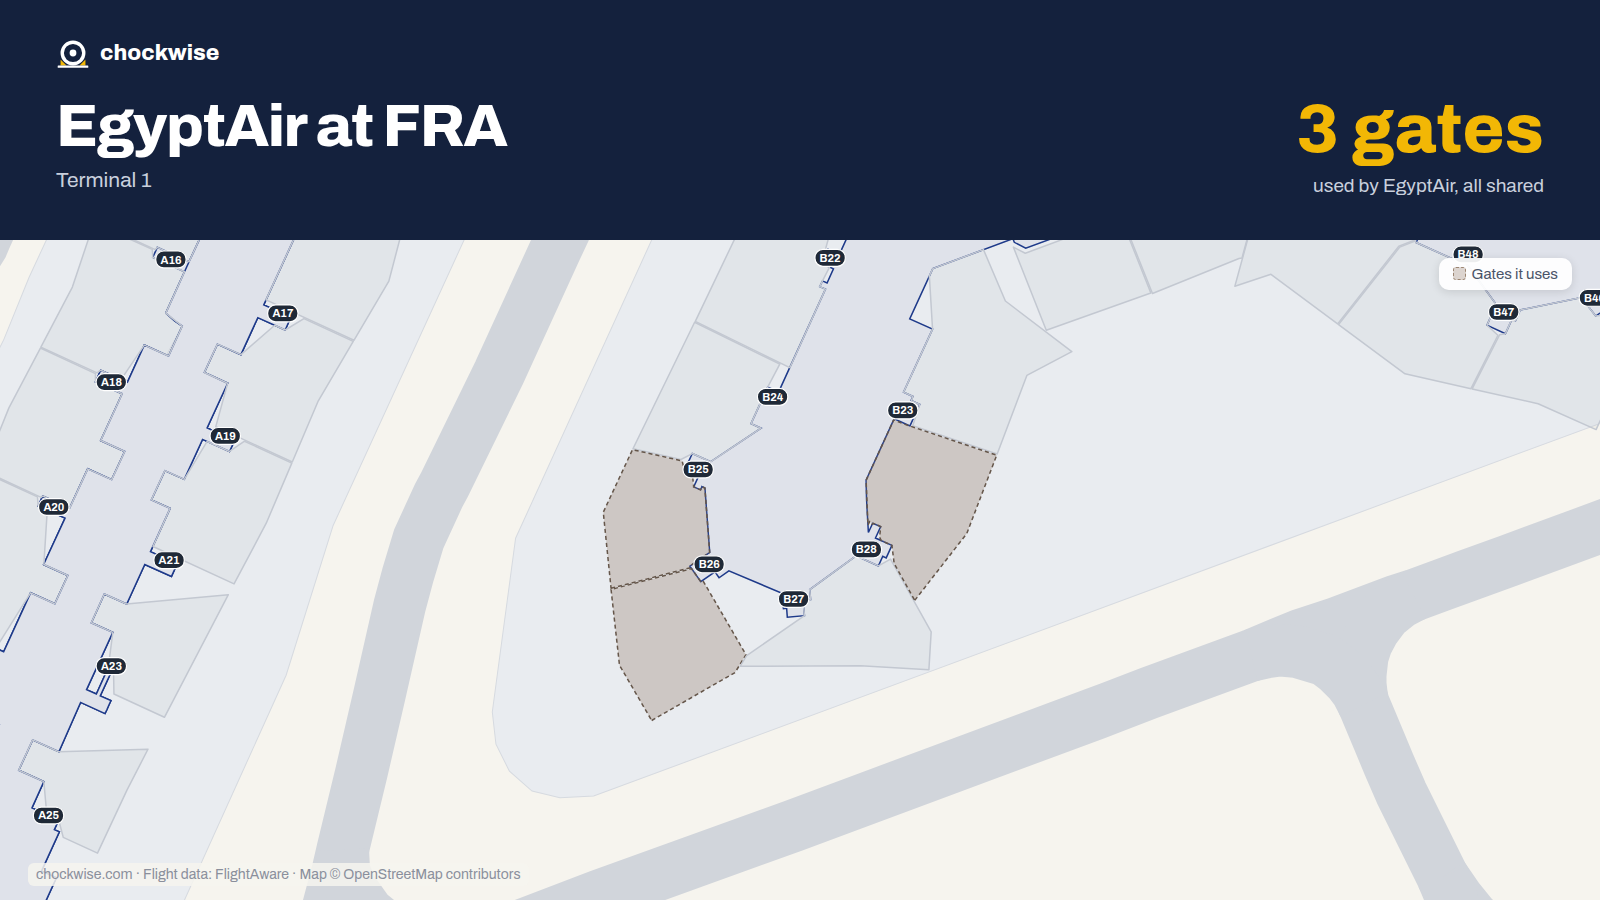 chockwise
EgyptAir at FRA
Terminal 1
3 gates
used by EgyptAir, all shared
A16
B22
B48
Gates it uses
A17
B47
A18
B24
B23
A19
B25
A20
B28
A21
B26
B27
A23
A25
chockwise.com · Flight data: FlightAware · Map © OpenStreetMap contributors